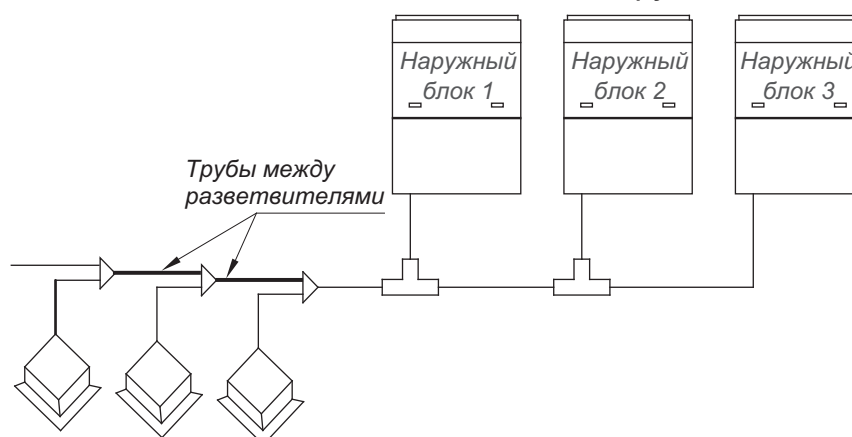 Наружный
блок 1
Наружный
блок 2
Наружный
блок 3
Трубы между
разветвителями